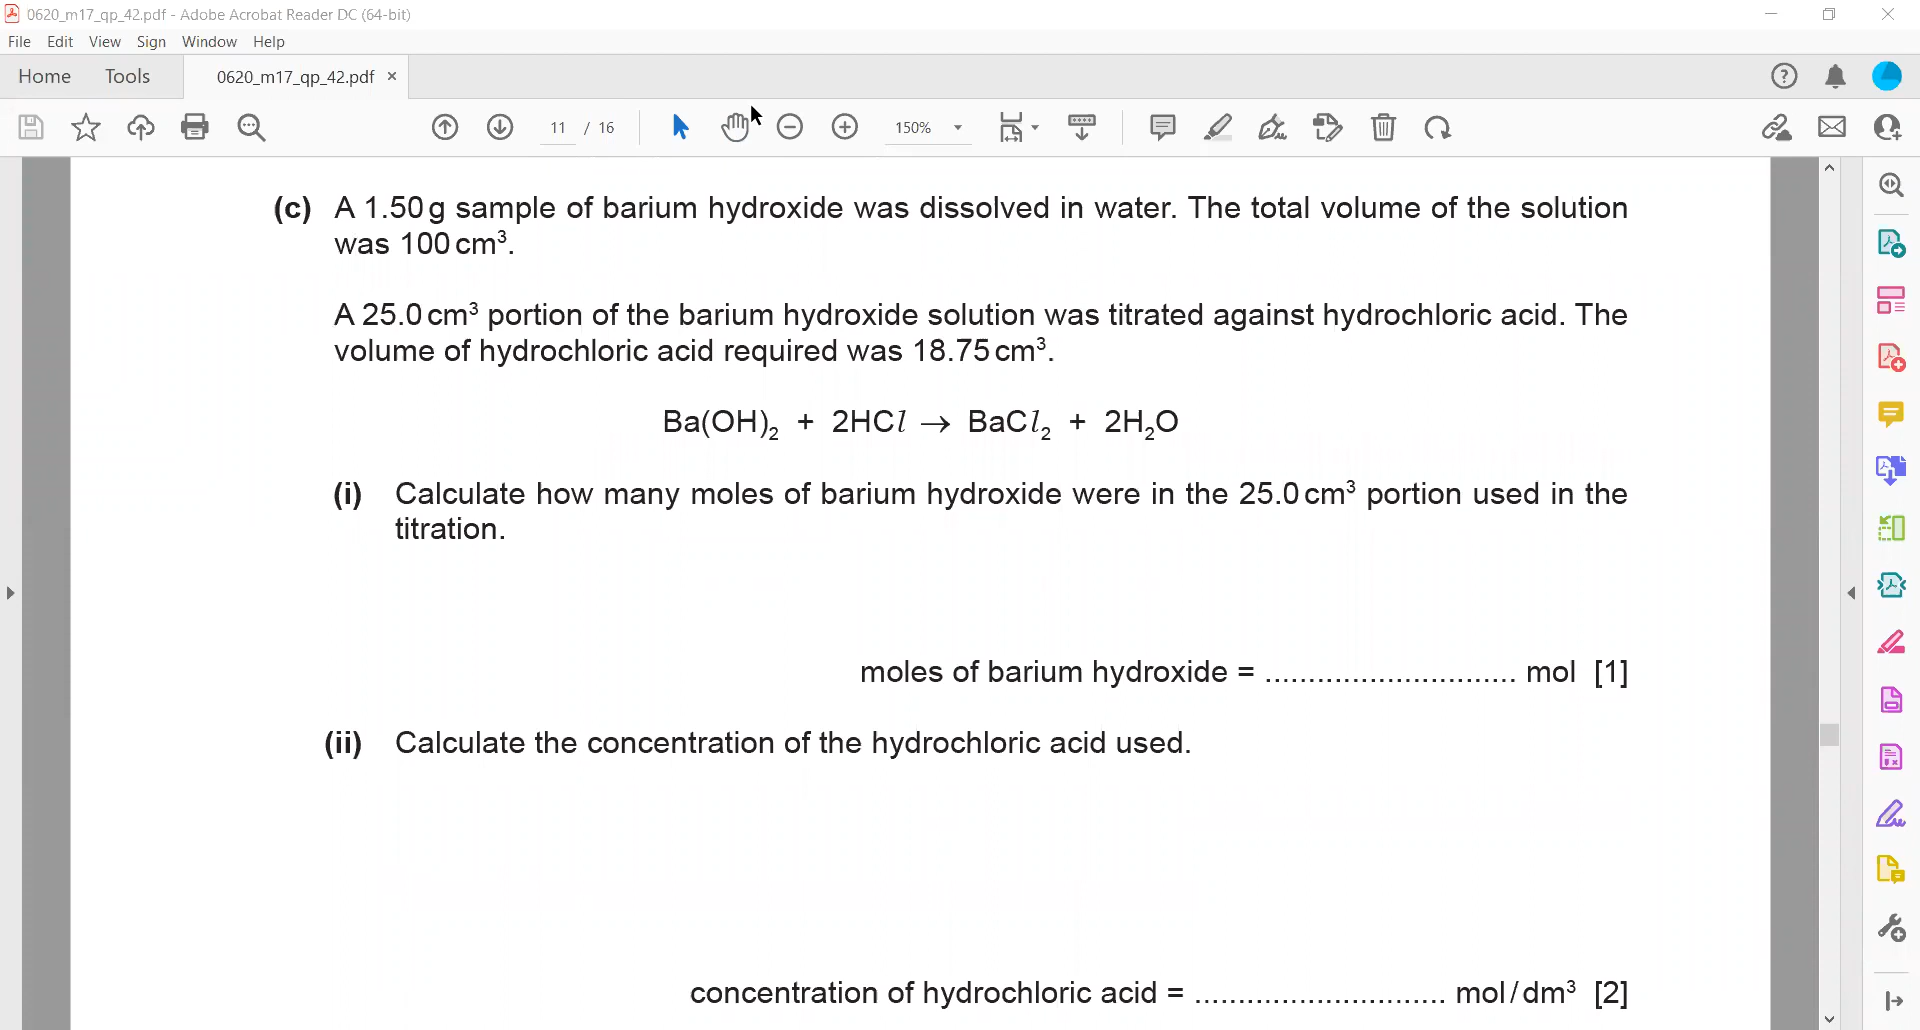 0620_m17_qp_42.pdf - Adobe Acrobat Reader DC (64-bit)
File Edit View Sign Window Help
Home Tools 0620_m17_qp_42.pdf ×
11 / 16 150%
(c) A 1.50 g sample of barium hydroxide was dissolved in water. The total volume of the solution
was 100 cm³.
A 25.0 cm³ portion of the barium hydroxide solution was titrated against hydrochloric acid. The
volume of hydrochloric acid required was 18.75 cm³.
Ba(OH)₂ + 2HCl → BaCl₂ + 2H₂O
(i) Calculate how many moles of barium hydroxide were in the 25.0 cm³ portion used in the
titration.
moles of barium hydroxide = ............................. mol [1]
(ii) Calculate the concentration of the hydrochloric acid used.
concentration of hydrochloric acid = ............................. mol/dm³ [2]